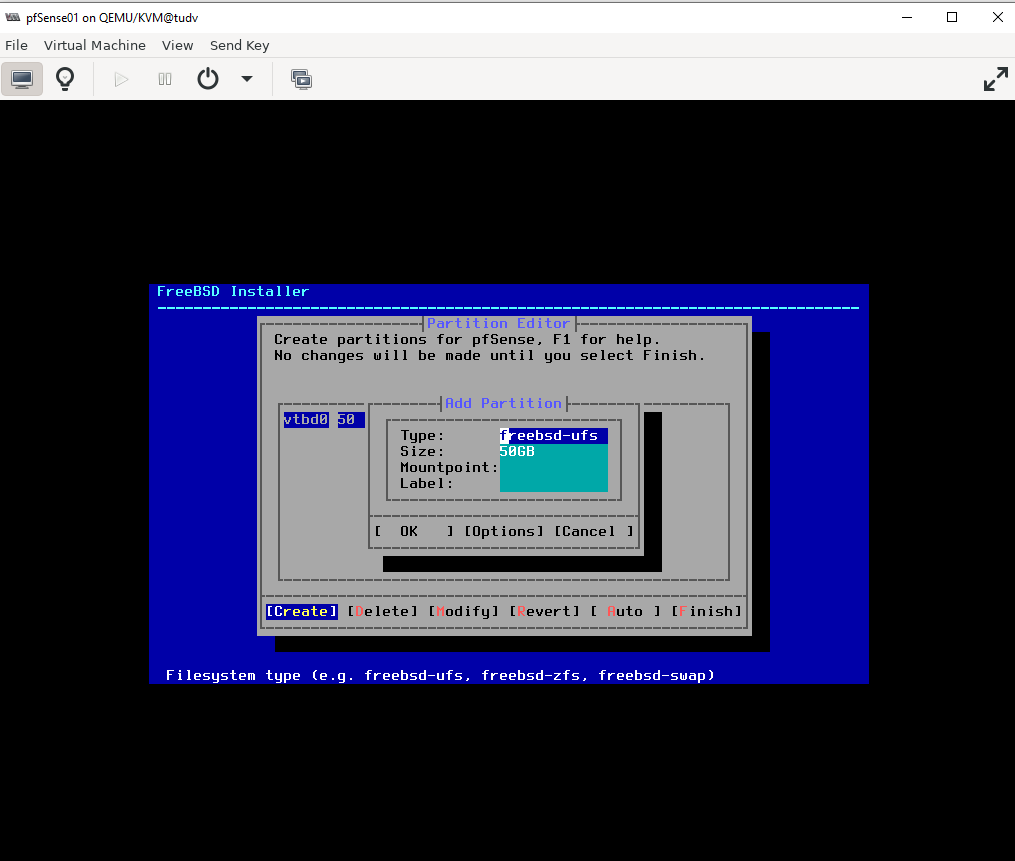 pfSense01 on QEMU/KVM@tudv
File Virtual Machine View Send Key
FreeBSD Installer
Partition Editor
Create partitions for pfSense, F1 for help.
No changes will be made until you select Finish.
Add Partition
vtbd0 50
Type: freebsd-ufs
Size: 50GB
Mountpoint:
Label:
[ OK ] [Options] [Cancel ]
[Create] [Delete] [Modify] [Revert] [ Auto ] [Finish]
Filesystem type (e.g. freebsd-ufs, freebsd-zfs, freebsd-swap)